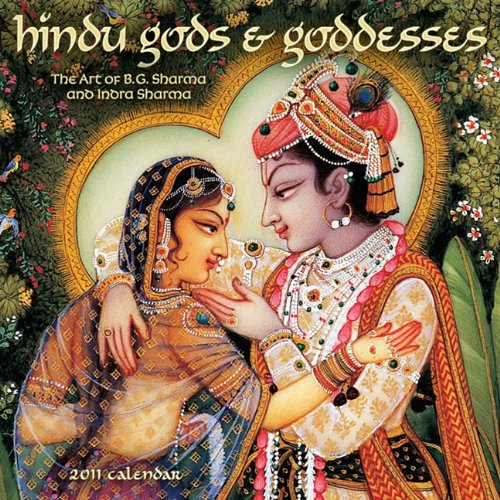 hindu gods & goddesses
The Art of B.G. Sharma
and Indra Sharma
2011 calendar